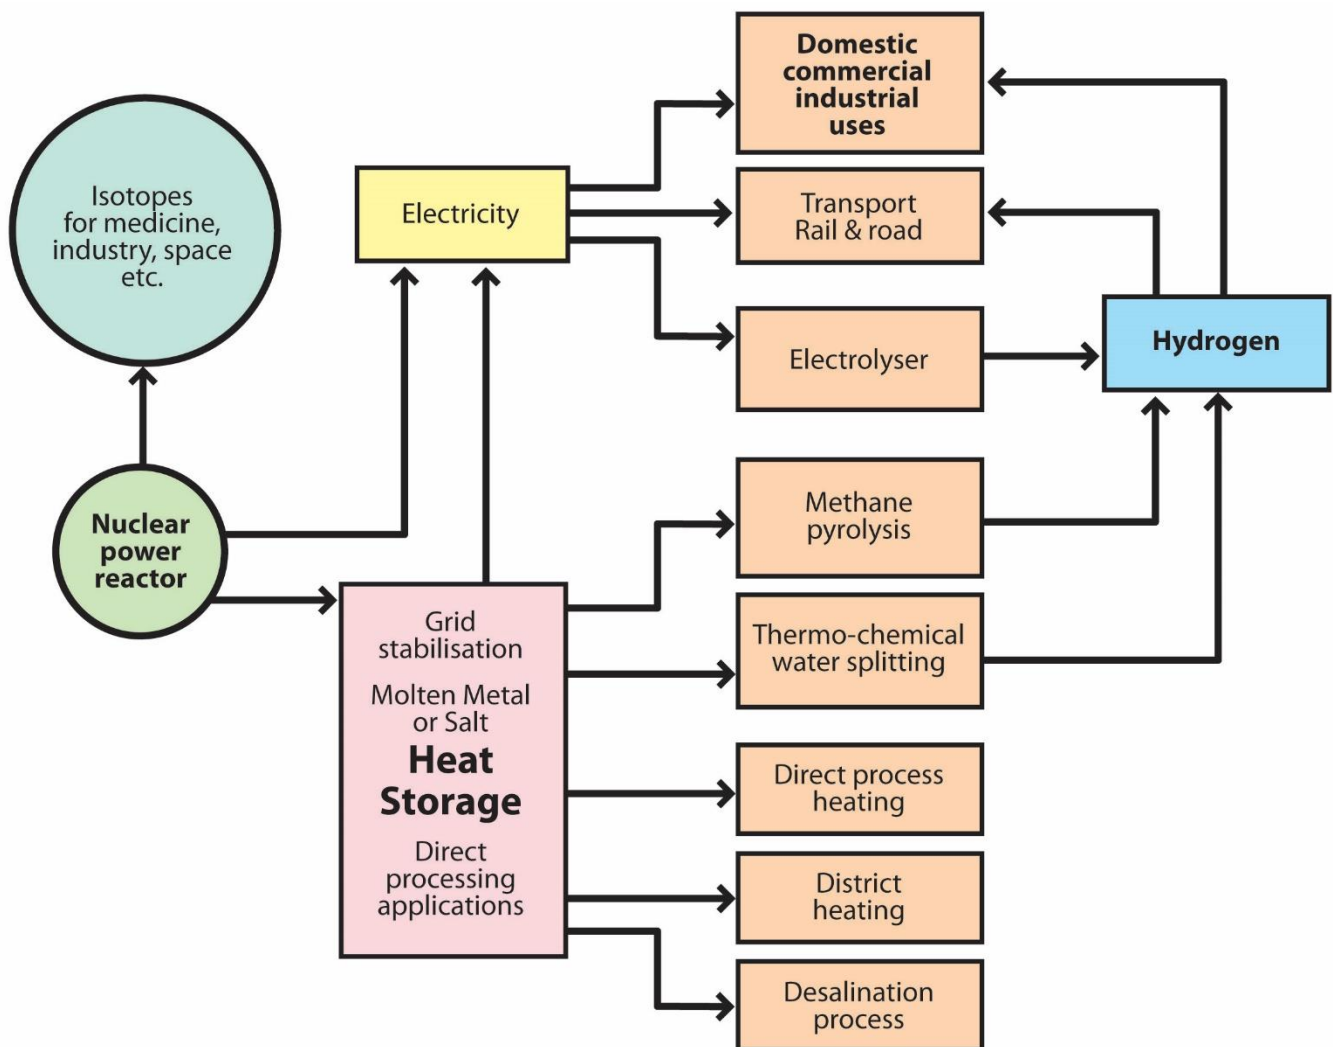 Domestic
commercial
industrial
uses
Isotopes
for medicine,
industry, space
etc.
Electricity
Transport
Rail & road
Electrolyser
Hydrogen
Nuclear
power
reactor
Methane
pyrolysis
Grid
stabilisation
Molten Metal
or Salt
Heat
Storage
Direct
processing
applications
Thermo-chemical
water splitting
Direct process
heating
District
heating
Desalination
process